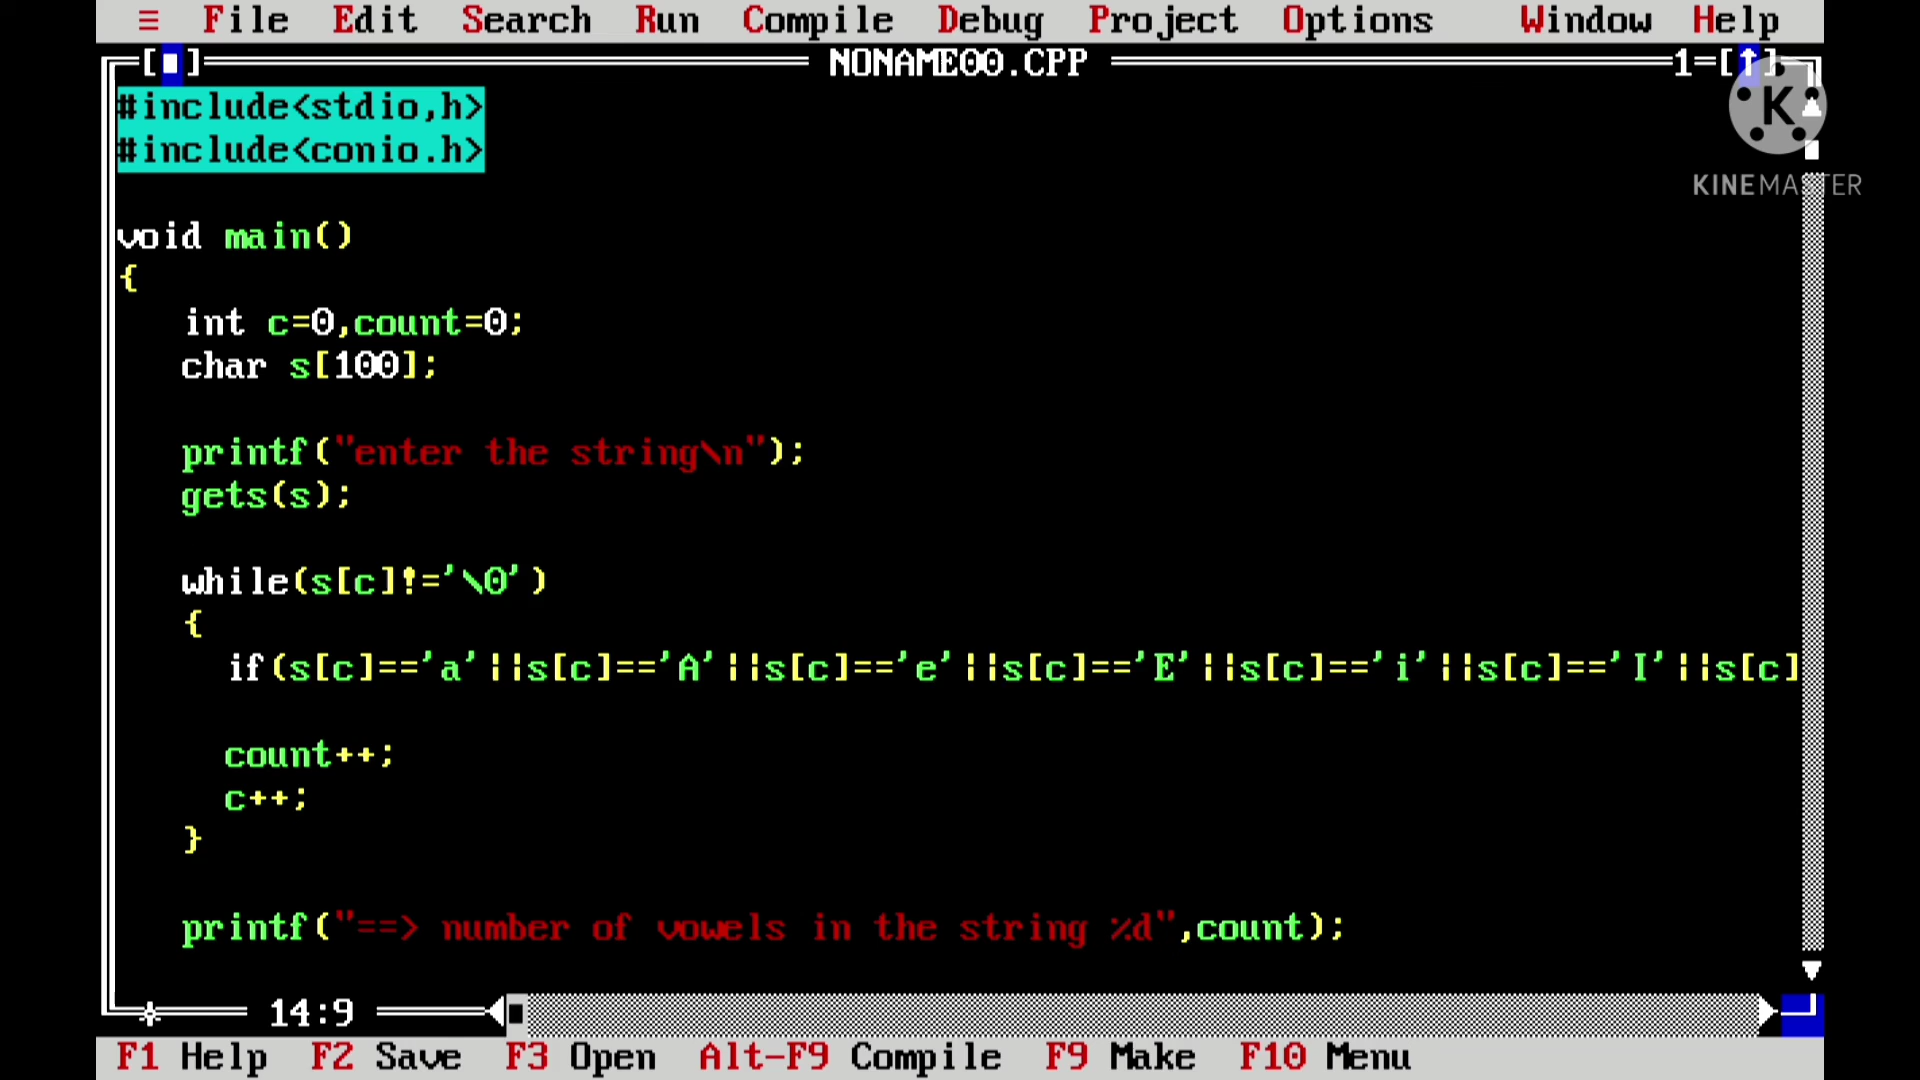 ≡ File Edit Search Run Compile Debug Project Options Window Help
[■] NONAME00.CPP 1=[↑]
#include<stdio,h>
#include<conio.h>
K
KINEMASTER
void main()
{
int c=0,count=0;
char s[100];
printf("enter the string\n");
gets(s);
while(s[c]!='\0')
{
if(s[c]=='a'||s[c]=='A'||s[c]=='e'||s[c]=='E'||s[c]=='i'||s[c]=='I'||s[c]
count++;
c++;
}
printf("==> number of vowels in the string %d",count);
14:9
F1 Help F2 Save F3 Open Alt-F9 Compile F9 Make F10 Menu